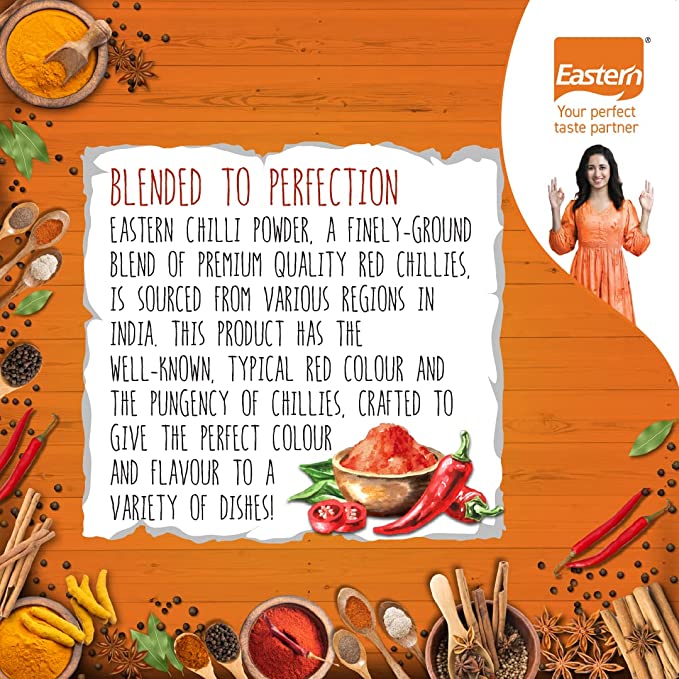 Eastern®
Your perfect
taste partner
BLENDED TO PERFECTION
EASTERN CHILLI POWDER, A FINELY-GROUND
BLEND OF PREMIUM QUALITY RED CHILLIES,
IS SOURCED FROM VARIOUS REGIONS IN
INDIA. THIS PRODUCT HAS THE
WELL-KNOWN, TYPICAL RED COLOUR AND
THE PUNGENCY OF CHILLIES, CRAFTED TO
GIVE THE PERFECT COLOUR
AND FLAVOUR TO A
VARIETY OF DISHES!